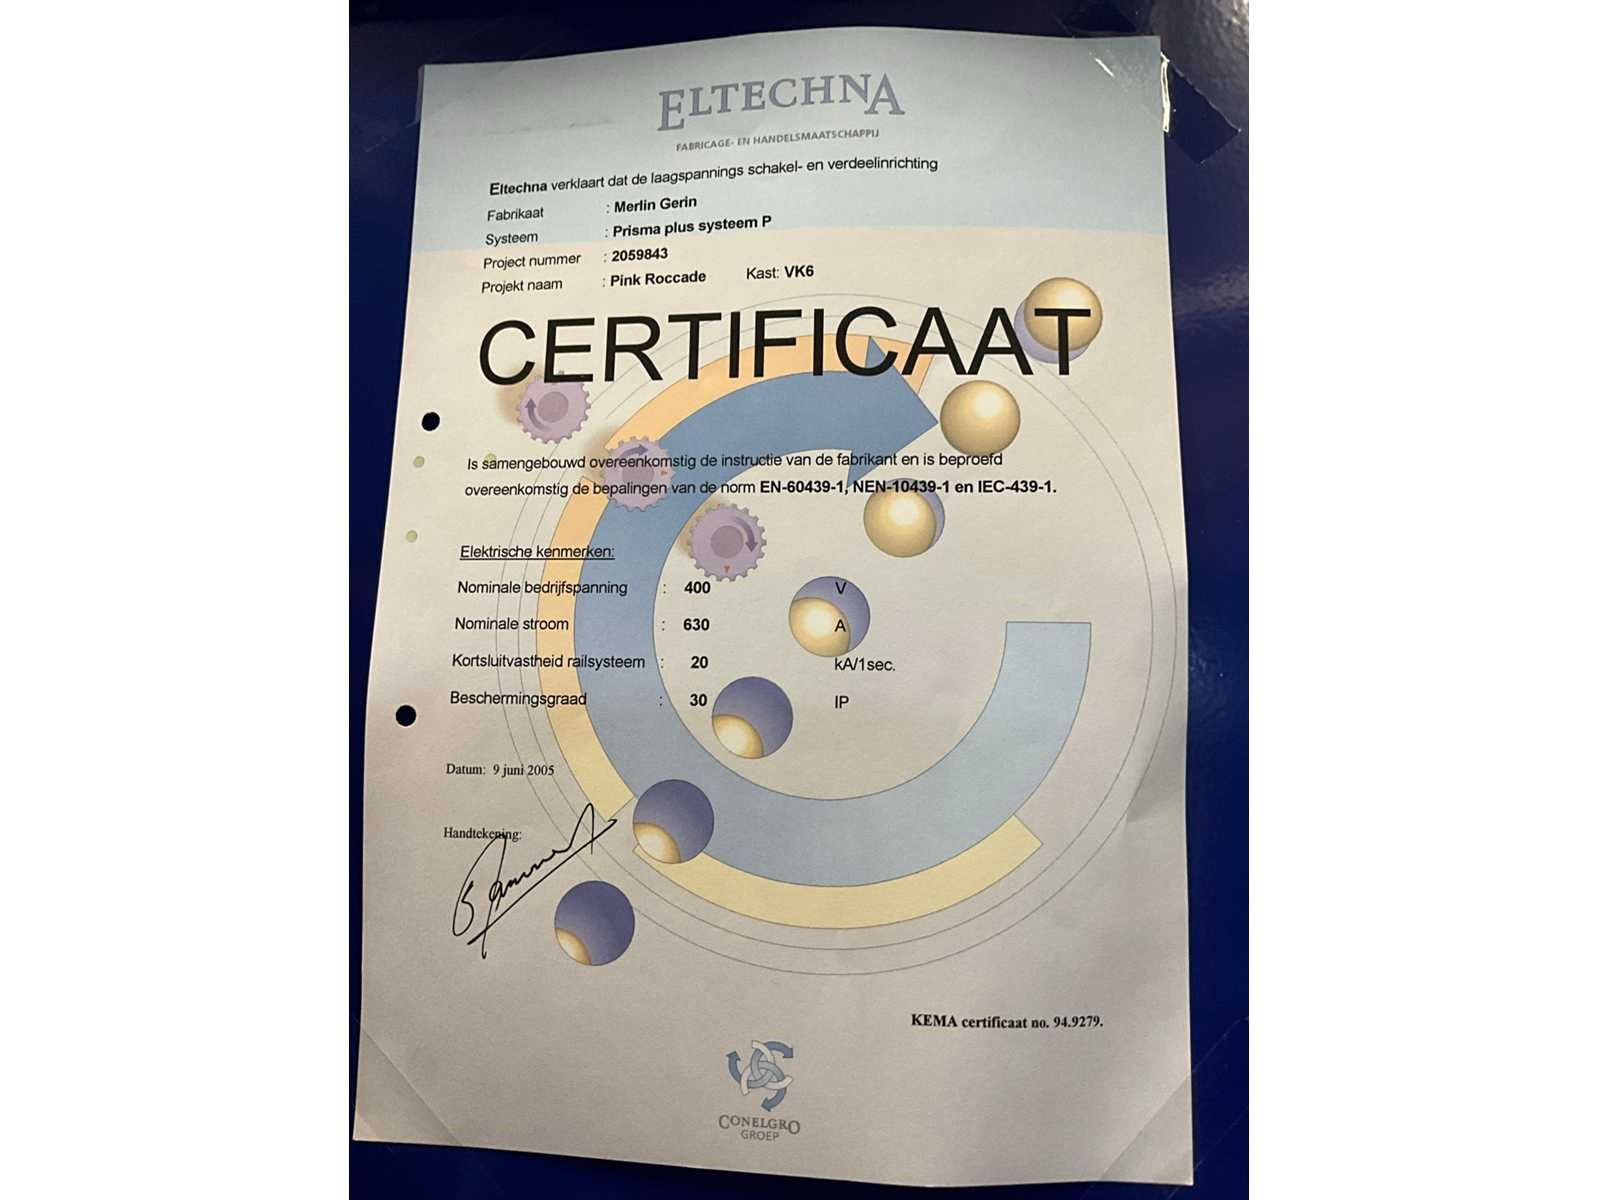 ELTECHNA
FABRICAGE- EN HANDELSMAATSCHAPPIJ
Eltechna verklaart dat de laagspannings schakel- en verdeelinrichting
Fabrikaat : Merlin Gerin
Systeem : Prisma plus systeem P
Project nummer : 2059843
Projekt naam : Pink Roccade Kast: VK6
CERTIFICAAT
Is samengebouwd overeenkomstig de instructie van de fabrikant en is beproefd
overeenkomstig de bepalingen van de norm EN-60439-1, NEN-10439-1 en IEC-439-1.
Elektrische kenmerken:
Nominale bedrijfspanning : 400 V
Nominale stroom : 630 A
Kortsluitvastheid railsysteem : 20 kA/1sec.
Beschermingsgraad : 30 IP
Datum: 9 juni 2005
Handtekening:
KEMA certificaat no. 94.9279.
CONELGRO
GROEP